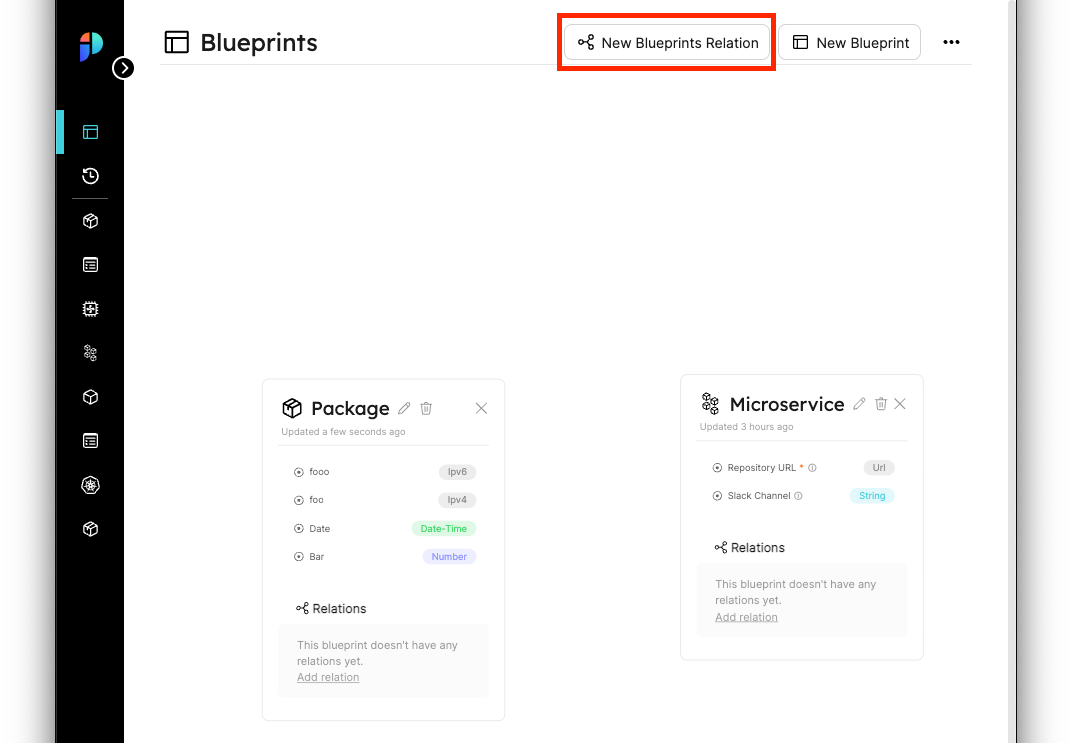 Blueprints
New Blueprints Relation
New Blueprint
Package
Updated a few seconds ago
fooo Ipv6
foo Ipv4
Date Date-Time
Bar Number
Relations
This blueprint doesn't have any
relations yet.
Add relation
Microservice
Updated 3 hours ago
Repository URL * Url
Slack Channel String
Relations
This blueprint doesn't have any
relations yet.
Add relation